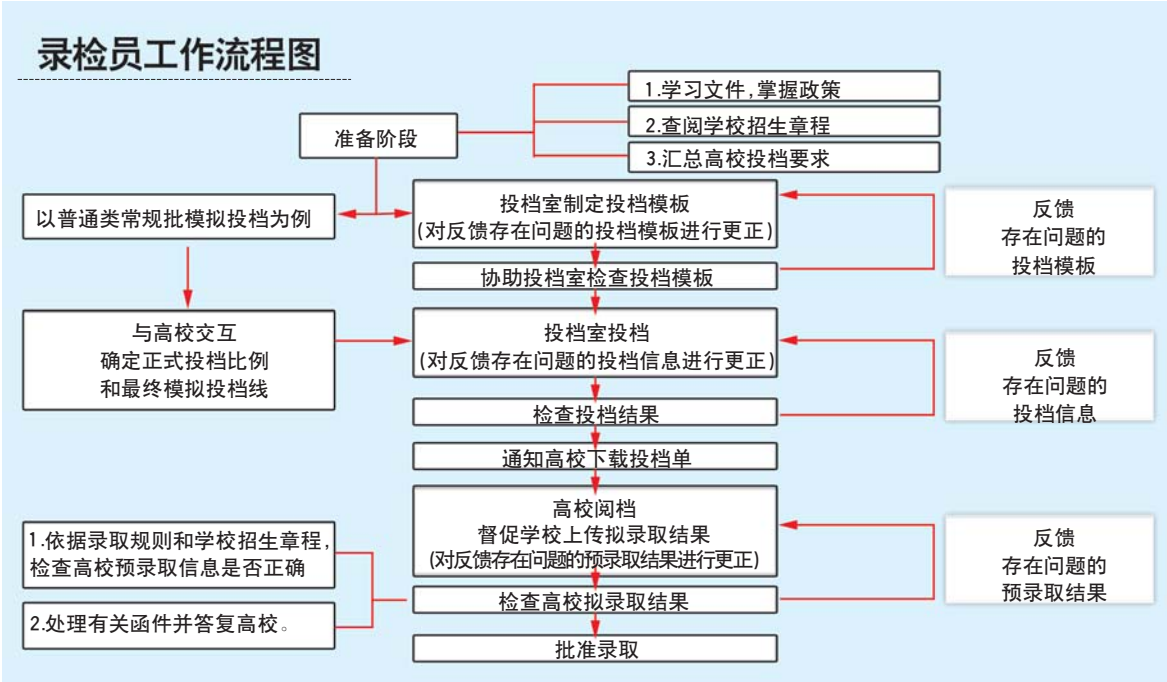 录检员工作流程图
准备阶段
1.学习文件,掌握政策
2.查阅学校招生章程
3.汇总高校投档要求
以普通类常规批模拟投档为例
投档室制定投档模板
(对反馈存在问题的投档模板进行更正)
反馈
存在问题的
投档模板
协助投档室检查投档模板
与高校交互
确定正式投档比例
和最终模拟投档线
投档室投档
(对反馈存在问题的投档信息进行更正)
反馈
存在问题的
投档信息
检查投档结果
通知高校下载投档单
高校阅档
督促学校上传拟录取结果
(对反馈存在问题的预录取结果进行更正)
反馈
存在问题的
预录取结果
1.依据录取规则和学校招生章程,
检查高校预录取信息是否正确
检查高校拟录取结果
2.处理有关函件并答复高校。
批准录取